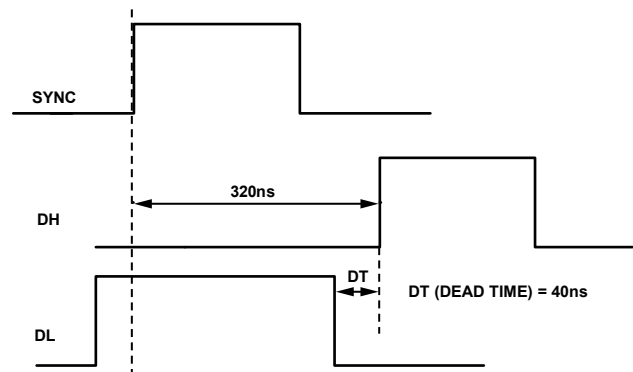 SYNC
320ns
DH
DT
DT (DEAD TIME) = 40ns
DL